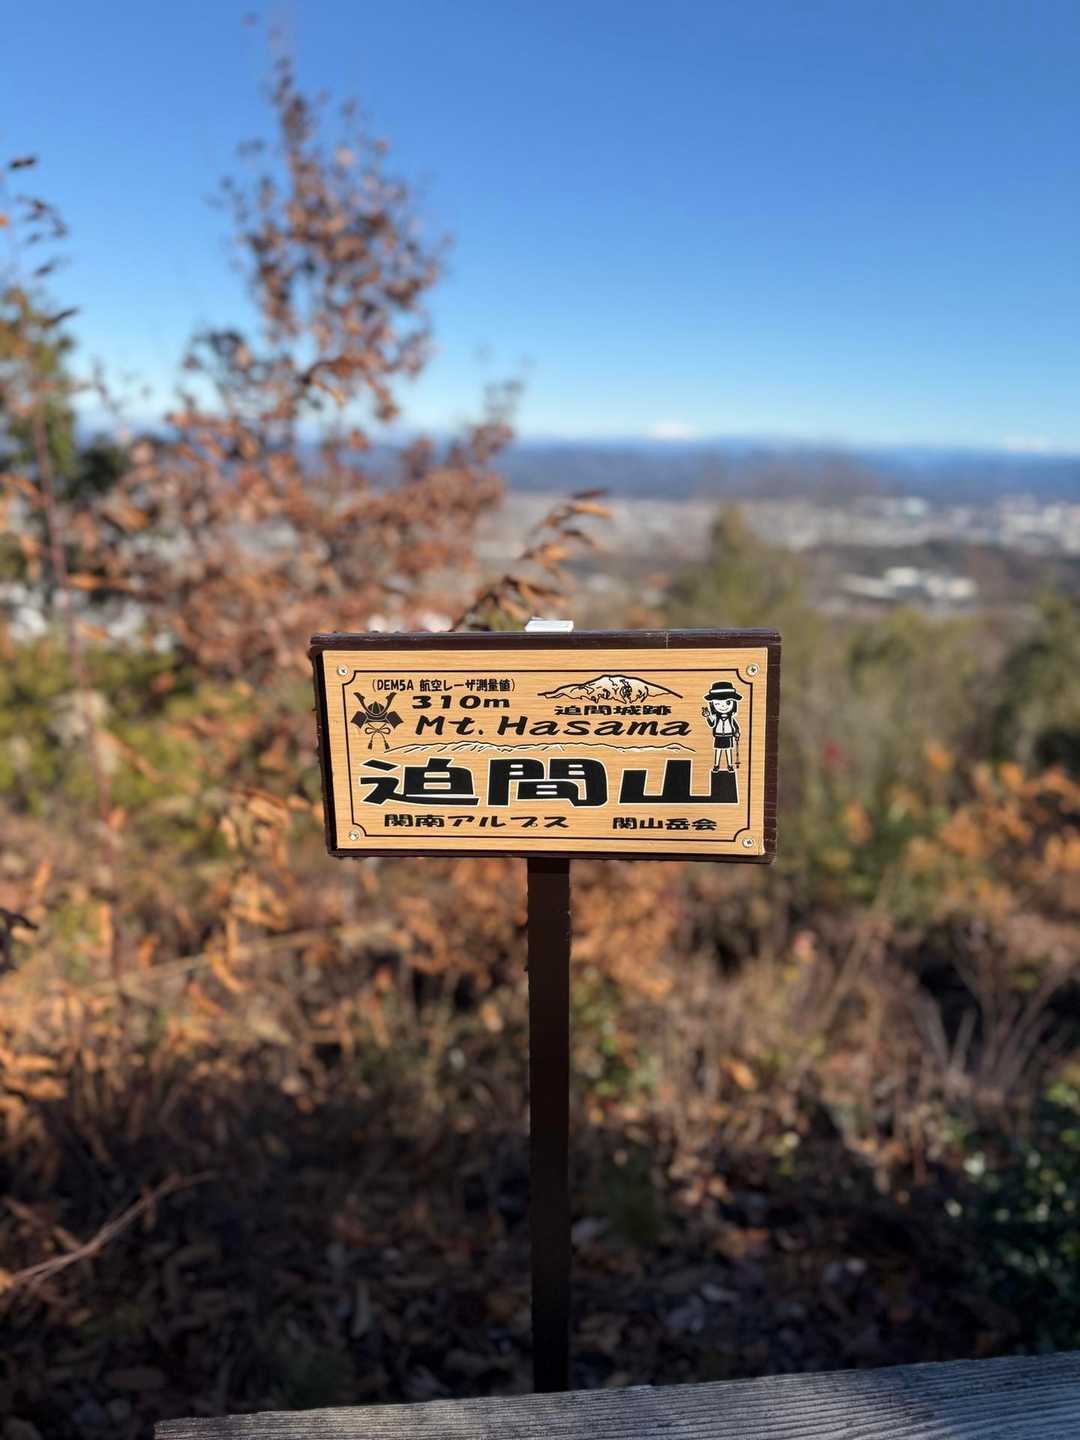 (DEM5A 航空レーザ測量値)
310m
迫間城跡
Mt. Hasama
迫間山
関南アルプス 関山岳会